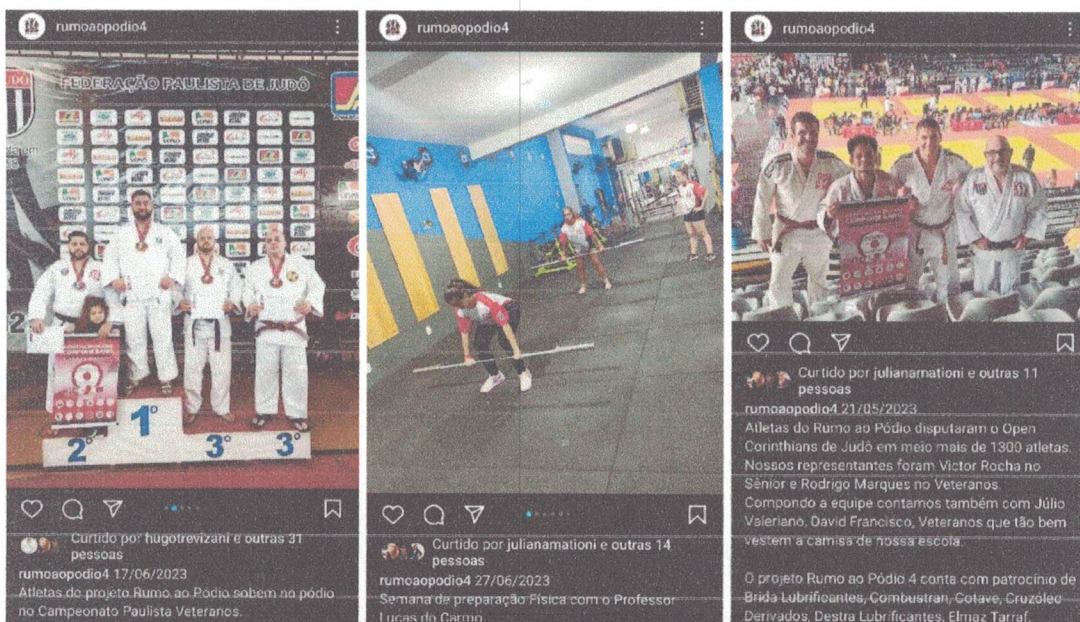 rumoaopodio4
FEDERAÇÃO PAULISTA DE JUDÔ
2º
1º
3º
3º
Curtido por hugotrevizani e outras 31
pessoas
rumoaopodio4 17/06/2023
Atletas do projeto Rumo ao Pódio sobem no pódio
no Campeonato Paulista Veteranos.
rumoaopodio4
Curtido por julianamationi e outras 14
pessoas
rumoaopodio4 27/06/2023
Semana de preparação Física com o Professor
Lucas do Carmo.
rumoaopodio4
Curtido por julianamationi e outras 11
pessoas
rumoaopodio4 21/05/2023
Atletas do Rumo ao Pódio disputaram o Open
Corinthians de Judô em meio mais de 1300 atletas.
Nossos representantes foram Victor Rocha no
Sênior e Rodrigo Marques no Veteranos.
Compondo a equipe contamos também com Júlio
Valeriano, David Francisco, Veteranos que tão bem
vestem a camisa de nossa escola.
O projeto Rumo ao Pódio 4 conta com patrocínio de
Brida Lubrificantes, Combustran, Cotave, Cruzóleo
Derivados, Destra Lubrificantes, Elmaz Tarraf,